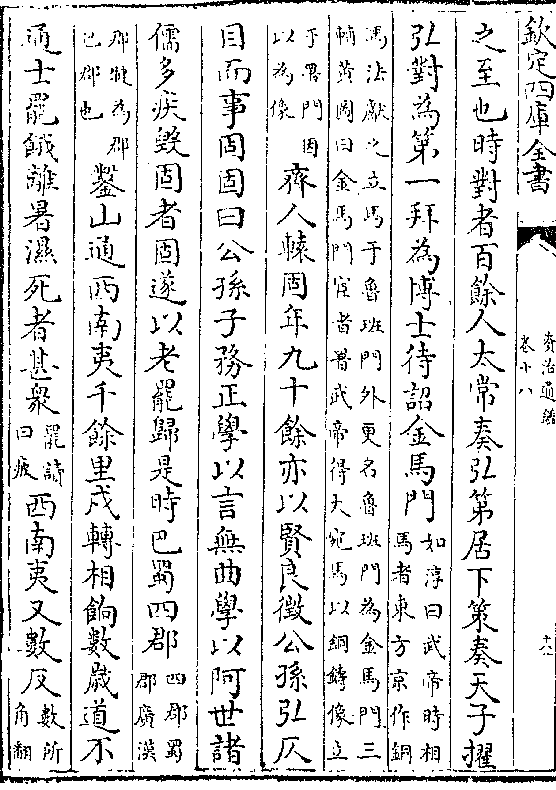 欽定四庫全書
資治通鑑
卷十八
之至也時對者百餘人太常奏弘第居下策奏天子擢
弘對為第一拜為博士待詔金馬門如淳曰武帝時相馬者東方京作銅
馬法獻之立馬于魯班門外更名魯班門為金馬門三輔黃圖曰金馬門宦者署武帝得大宛馬以銅鑄像立
于署門因以為像齊人轅固年九十餘亦以賢良徵公孫弘仄
目而事固固曰公孫子務正學以言無曲學以阿世諸
儒多疾毀固者固遂以老罷歸是時巴蜀四郡四郡蜀郡廣漢
郡犍為郡巴郡也鑿山通西南夷千餘里戍轉相餉數歲道不
通士罷餓離暑濕死者甚衆罷讀曰疲西南夷又數反數所角翻